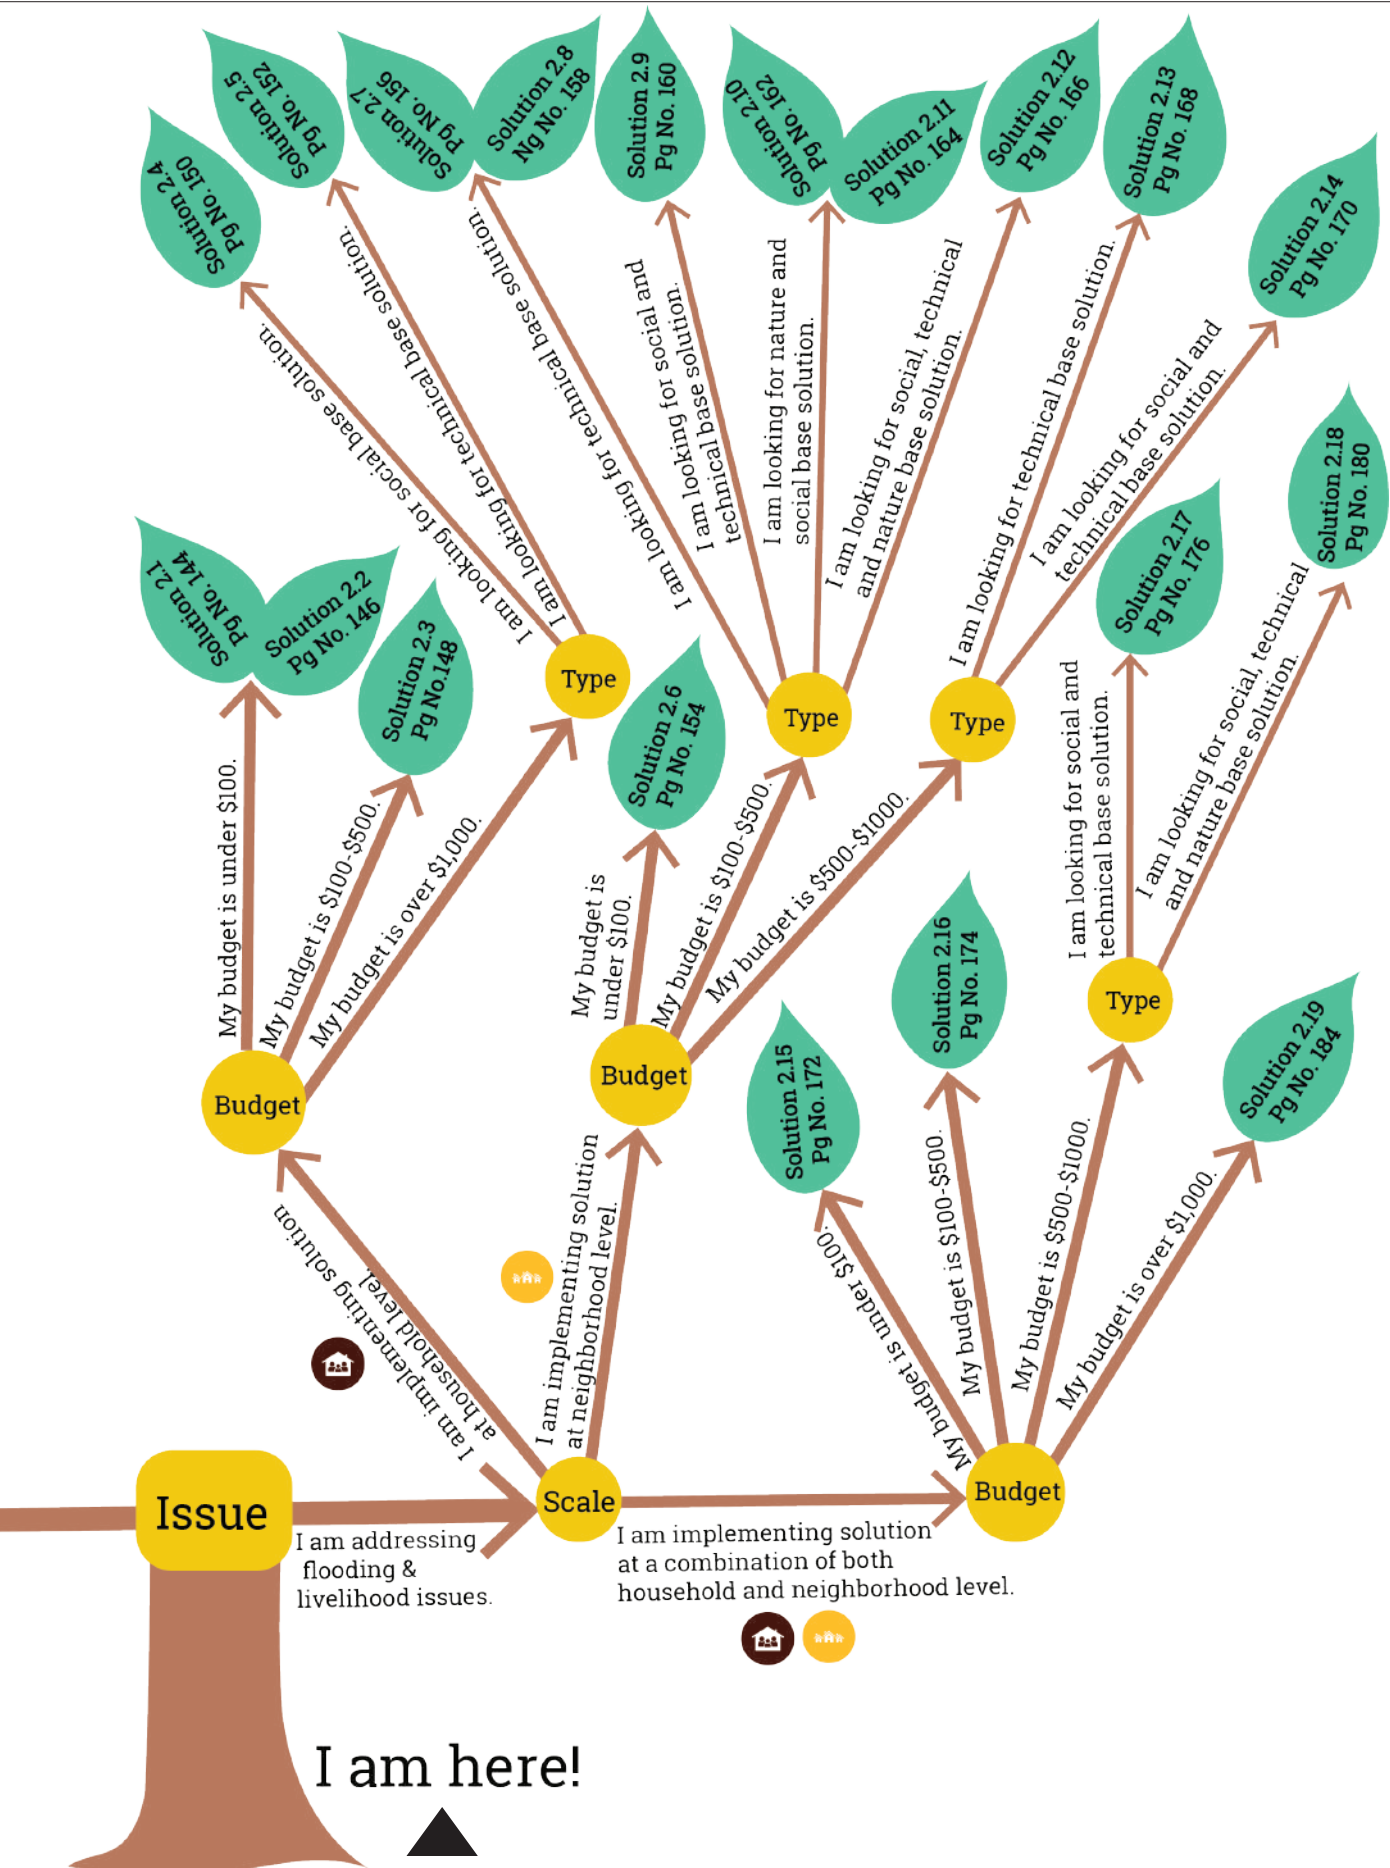 Solution 2.4
Pg No. 150
Solution 2.5
Pg No. 152
Solution 2.7
Pg No. 156
Solution 2.8
Ng No. 158
Solution 2.9
Pg No. 160
Solution 2.10
Pg No. 162
Solution 2.11
Pg No. 164
Solution 2.12
Pg No. 166
Solution 2.13
Pg No. 168
Solution 2.14
Pg No. 170
I am looking for social base solution.
I am looking for technical base solution.
I am looking for technical base solution.
I am looking for social and
technical base solution.
I am looking for nature and
social base solution.
I am looking for social, technical
and nature base solution.
I am looking for technical base solution.
I am looking for social and
technical base solution.
Solution 2.1
Pg No. 144
Solution 2.2
Pg No. 146
Solution 2.3
Pg No.148
Type
Solution 2.6
Pg No. 154
Type
Type
Solution 2.17
Pg No. 176
Solution 2.18
Pg No. 180
My budget is under $100.
My budget is $100-$500.
My budget is over $1,000.
My budget is
under $100.
My budget is $100-$500.
My budget is $500-$1000.
I am looking for social and
technical base solution.
I am looking for social, technical
and nature base solution.
Budget
Budget
Solution 2.15
Pg No. 172
Solution 2.16
Pg No. 174
Type
Solution 2.19
Pg No. 184
I am implementing solution
at household level.
I am implementing solution
at neighborhood level.
My budget is under $100.
My budget is $100-$500.
My budget is $500-$1000.
My budget is over $1,000.
Issue
Scale
Budget
I am addressing
flooding &
livelihood issues.
I am implementing solution
at a combination of both
household and neighborhood level.
I am here!